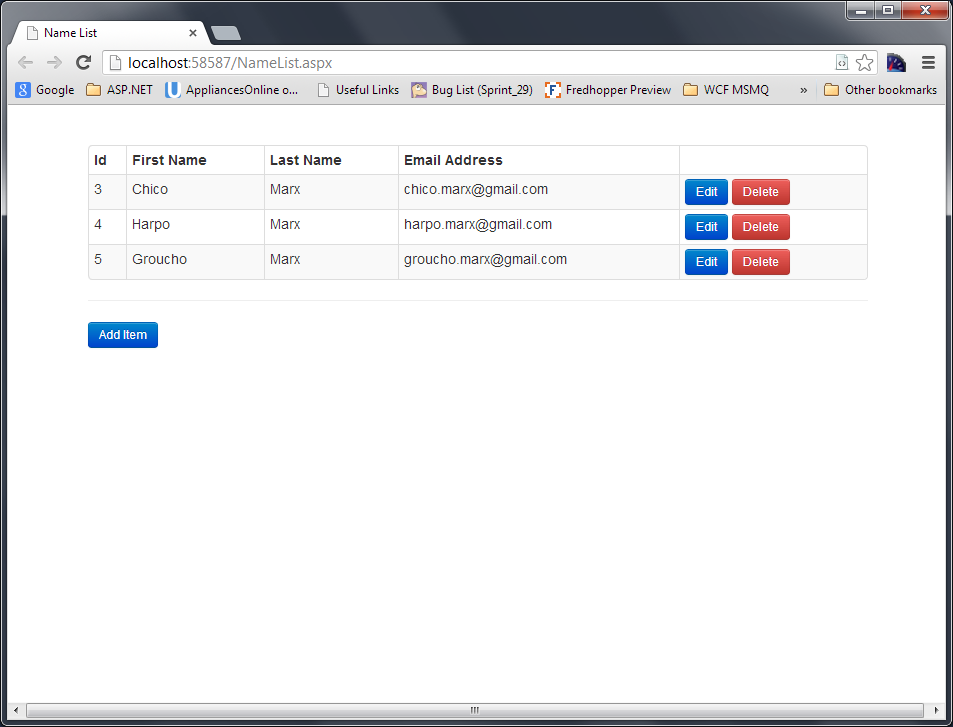 Name List
localhost:58587/NameList.aspx
Google ASP.NET AppliancesOnline o... Useful Links Bug List (Sprint_29) Fredhopper Preview WCF MSMQ » Other bookmarks
Id First Name Last Name Email Address
3 Chico Marx chico.marx@gmail.com Edit Delete
4 Harpo Marx harpo.marx@gmail.com Edit Delete
5 Groucho Marx groucho.marx@gmail.com Edit Delete
Add Item